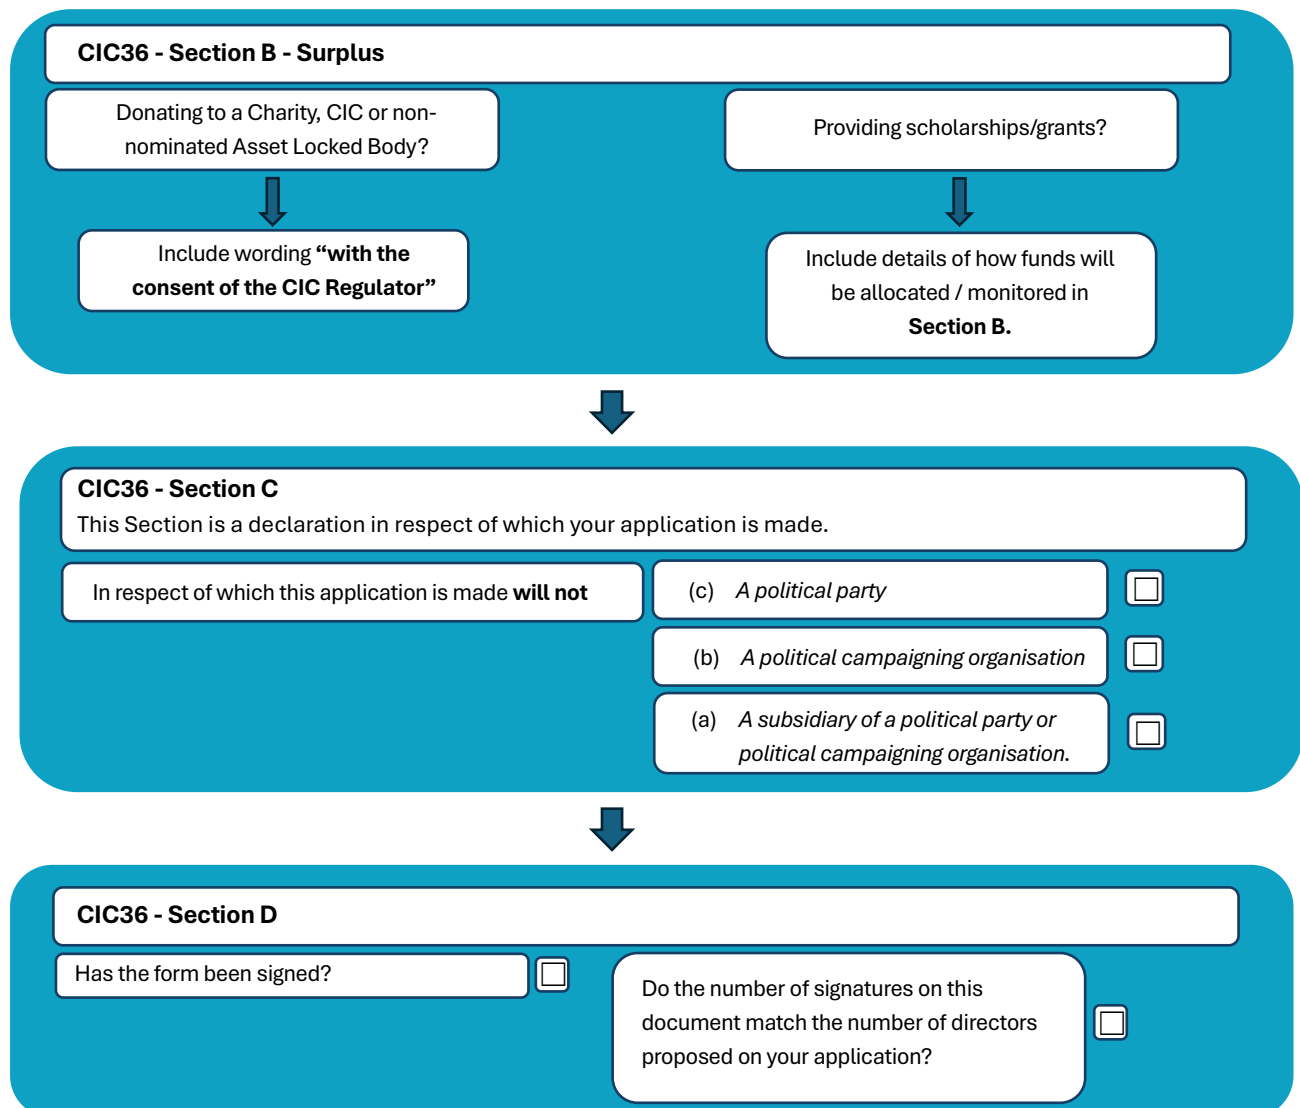 CIC36 - Section B - Surplus
Donating to a Charity, CIC or non-
nominated Asset Locked Body?
Providing scholarships/grants?
Include wording “with the
consent of the CIC Regulator”
Include details of how funds will
be allocated / monitored in
Section B.
CIC36 - Section C
This Section is a declaration in respect of which your application is made.
In respect of which this application is made will not
(c) A political party
(b) A political campaigning organisation
(a) A subsidiary of a political party or
political campaigning organisation.
CIC36 - Section D
Has the form been signed?
Do the number of signatures on this
document match the number of directors
proposed on your application?